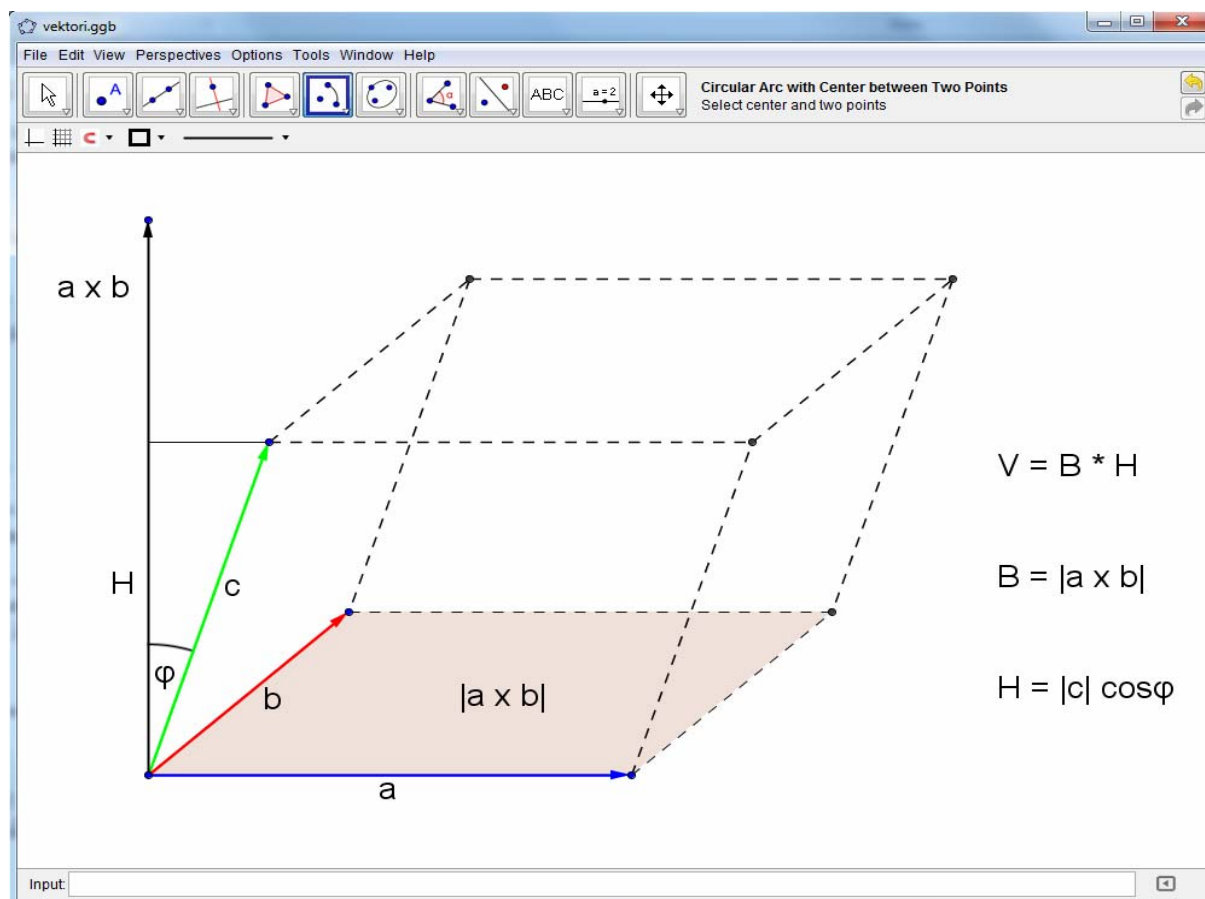 vektori.ggb
File Edit View Perspectives Options Tools Window Help
A
α
ABC
a=2
Circular Arc with Center between Two Points
Select center and two points
a x b
H
c
φ
b
|a x b|
a
V = B * H
B = |a x b|
H = |c| cosφ
Input: